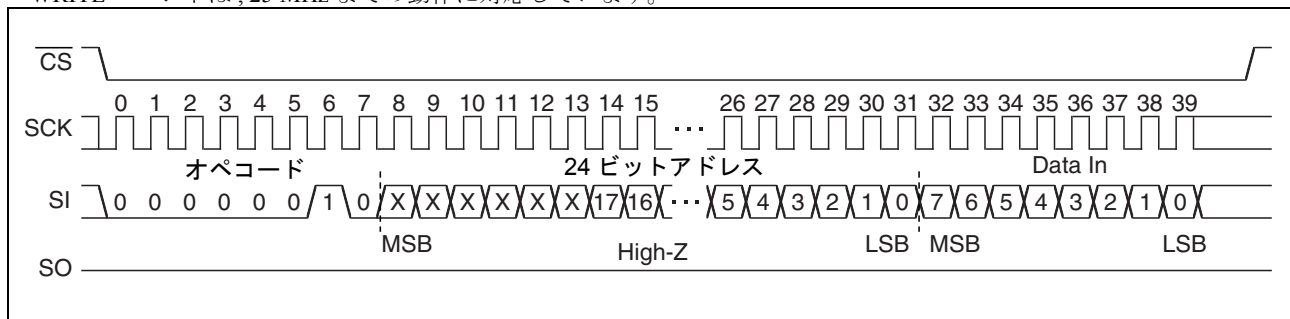 CS
0 1 2 3 4 5 6 7 8 9 10 11 12 13 14 15 26 27 28 29 30 31 32 33 34 35 36 37 38 39
SCK ···
オペコード 24 ビットアドレス Data In
SI 0 0 0 0 0 0 1 0 X X X X X X 17 16 ··· 5 4 3 2 1 0 7 6 5 4 3 2 1 0
MSB High-Z LSB MSB LSB
SO